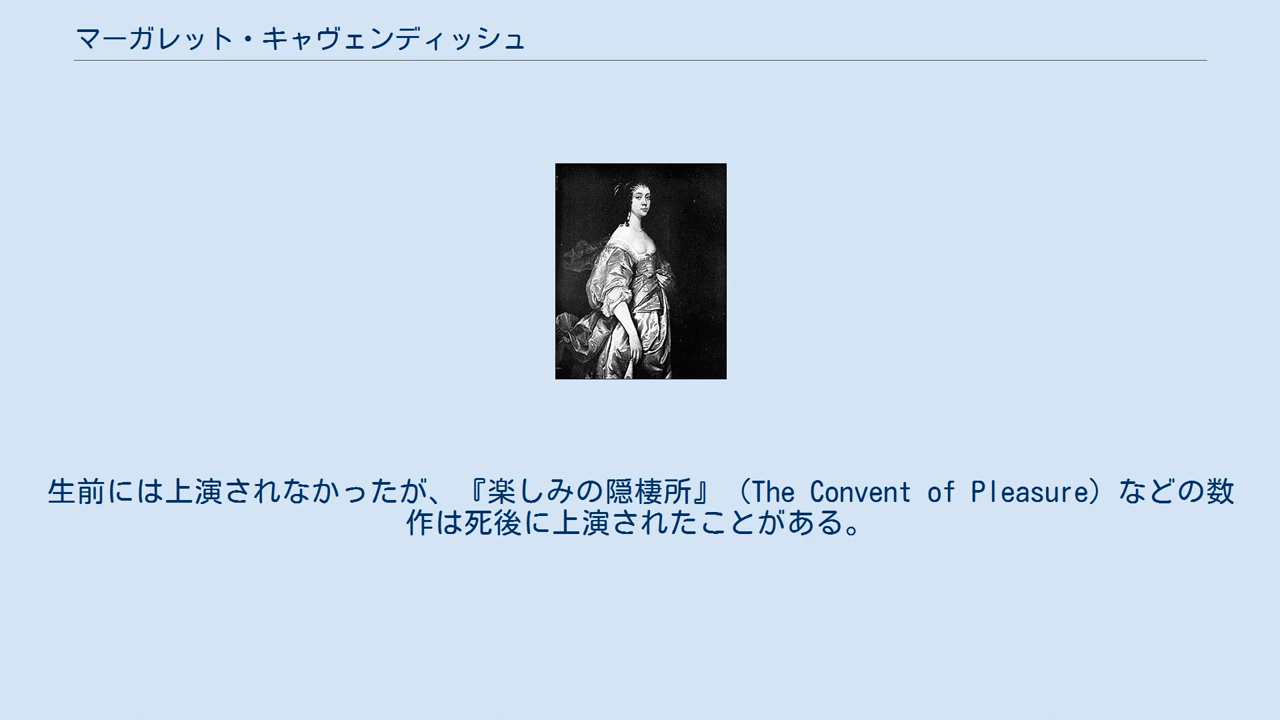 マーガレット・キャヴェンディッシュ
生前には上演されなかったが、『楽しみの隠棲所』（The Convent of Pleasure）などの数
作は死後に上演されたことがある。